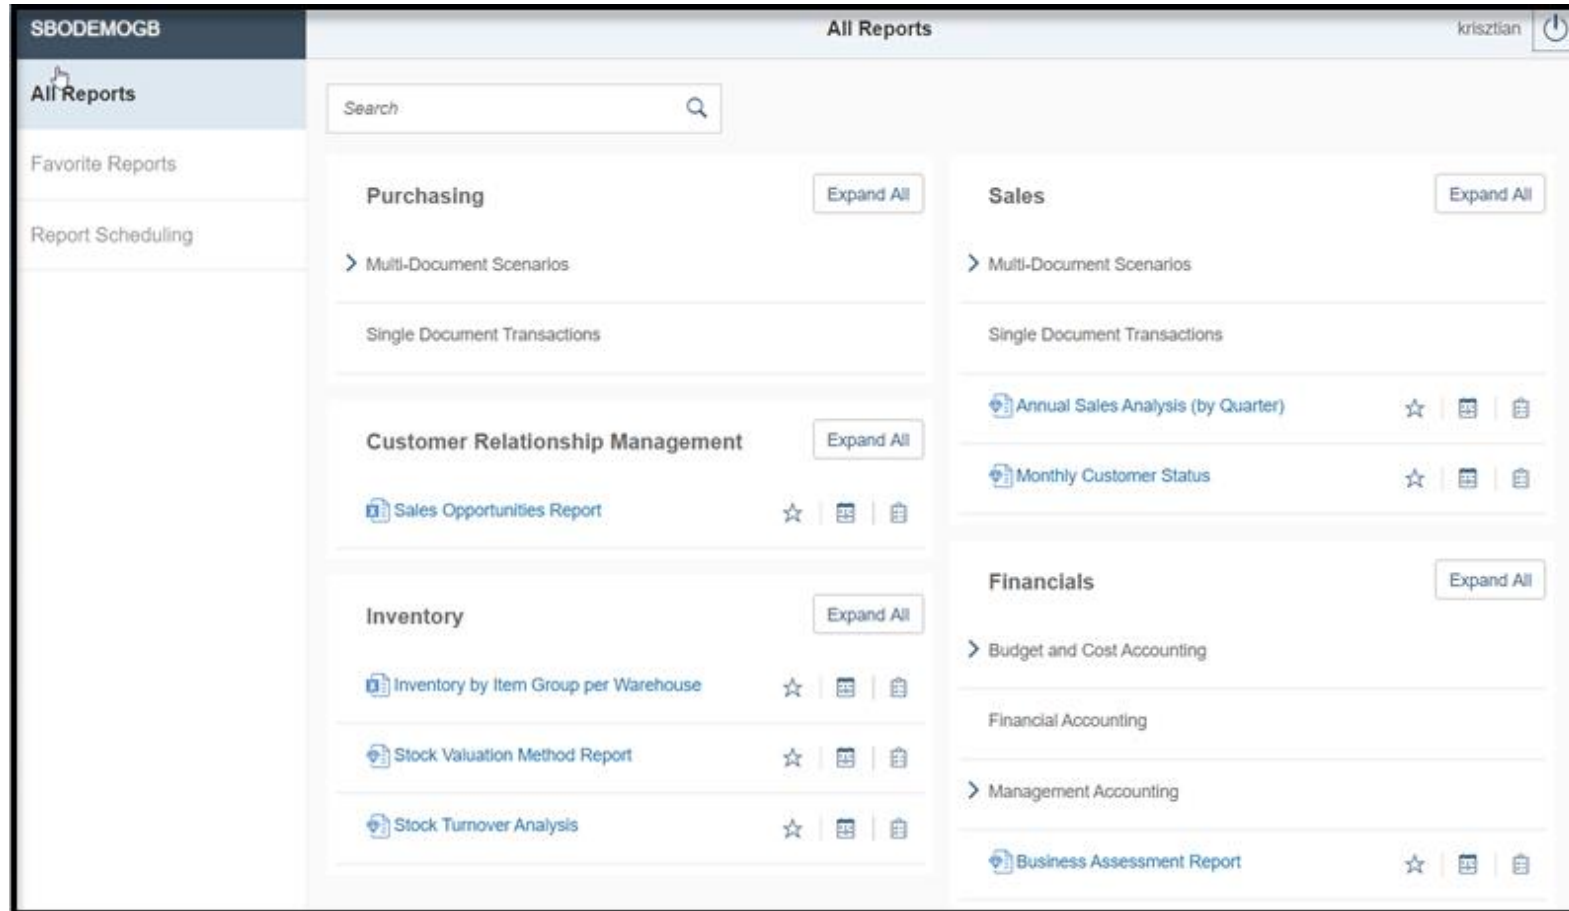 SBODEMOGB
All Reports
krisztian
All Reports
Favorite Reports
Report Scheduling
Search
Purchasing
Expand All
Multi-Document Scenarios
Single Document Transactions
Customer Relationship Management
Expand All
Sales Opportunities Report
Inventory
Expand All
Inventory by Item Group per Warehouse
Stock Valuation Method Report
Stock Turnover Analysis
Sales
Expand All
Multi-Document Scenarios
Single Document Transactions
Annual Sales Analysis (by Quarter)
Monthly Customer Status
Financials
Expand All
Budget and Cost Accounting
Financial Accounting
Management Accounting
Business Assessment Report